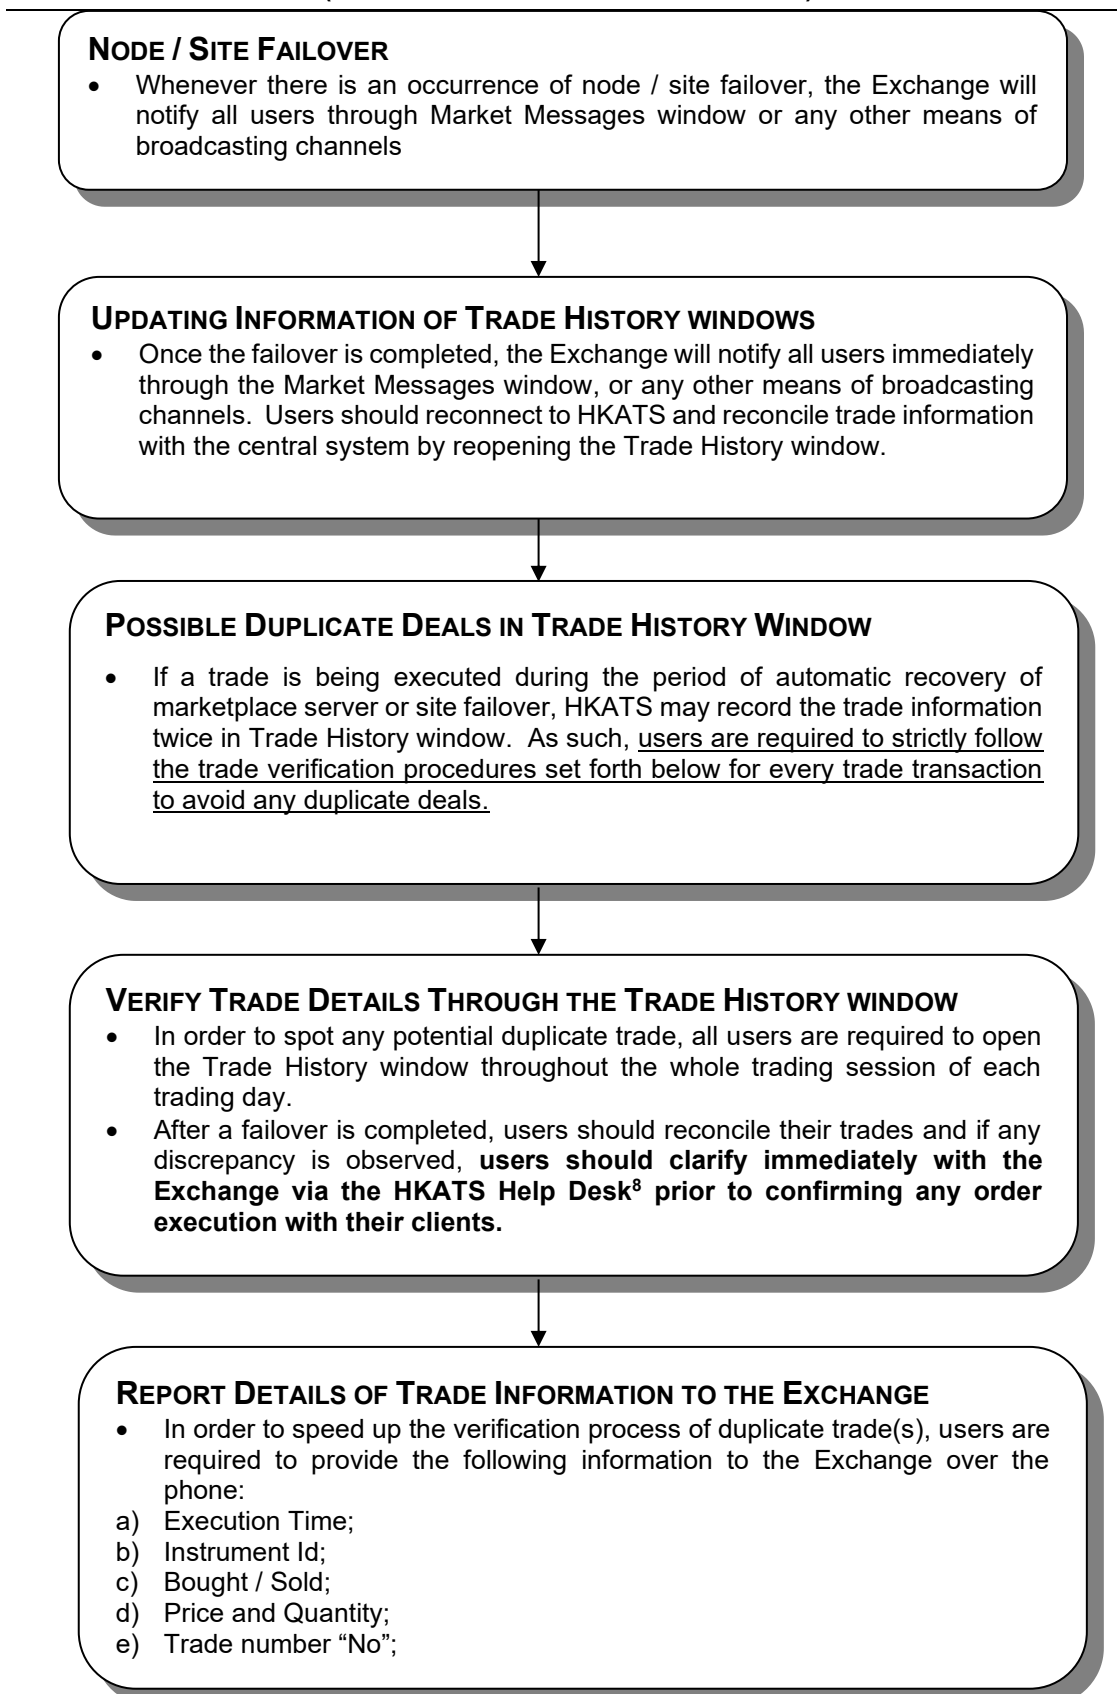 NODE / SITE FAILOVER
• Whenever there is an occurrence of node / site failover, the Exchange will
notify all users through Market Messages window or any other means of
broadcasting channels
UPDATING INFORMATION OF TRADE HISTORY WINDOWS
• Once the failover is completed, the Exchange will notify all users immediately
through the Market Messages window, or any other means of broadcasting
channels. Users should reconnect to HKATS and reconcile trade information
with the central system by reopening the Trade History window.
POSSIBLE DUPLICATE DEALS IN TRADE HISTORY WINDOW
• If a trade is being executed during the period of automatic recovery of
marketplace server or site failover, HKATS may record the trade information
twice in Trade History window. As such, users are required to strictly follow
the trade verification procedures set forth below for every trade transaction
to avoid any duplicate deals.
VERIFY TRADE DETAILS THROUGH THE TRADE HISTORY WINDOW
• In order to spot any potential duplicate trade, all users are required to open
the Trade History window throughout the whole trading session of each
trading day.
• After a failover is completed, users should reconcile their trades and if any
discrepancy is observed, users should clarify immediately with the
Exchange via the HKATS Help Desk⁸ prior to confirming any order
execution with their clients.
REPORT DETAILS OF TRADE INFORMATION TO THE EXCHANGE
• In order to speed up the verification process of duplicate trade(s), users are
required to provide the following information to the Exchange over the
phone:
a) Execution Time;
b) Instrument Id;
c) Bought / Sold;
d) Price and Quantity;
e) Trade number “No”;